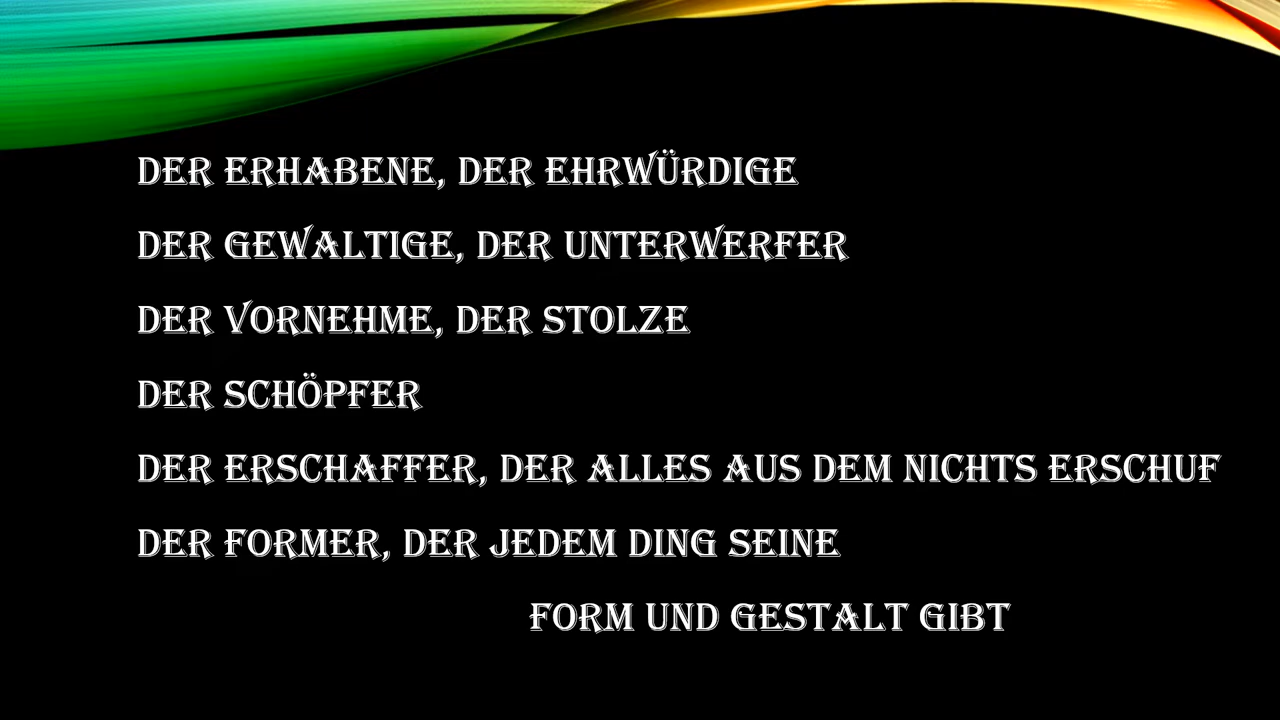 DER ERHABENE, DER EHRWÜRDIGE
DER GEWALTIGE, DER UNTERWERFER
DER VORNEHME, DER STOLZE
DER SCHÖPFER
DER ERSCHAFFER, DER ALLES AUS DEM NICHTS ERSCHUF
DER FORMER, DER JEDEM DING SEINE
FORM UND GESTALT GIBT